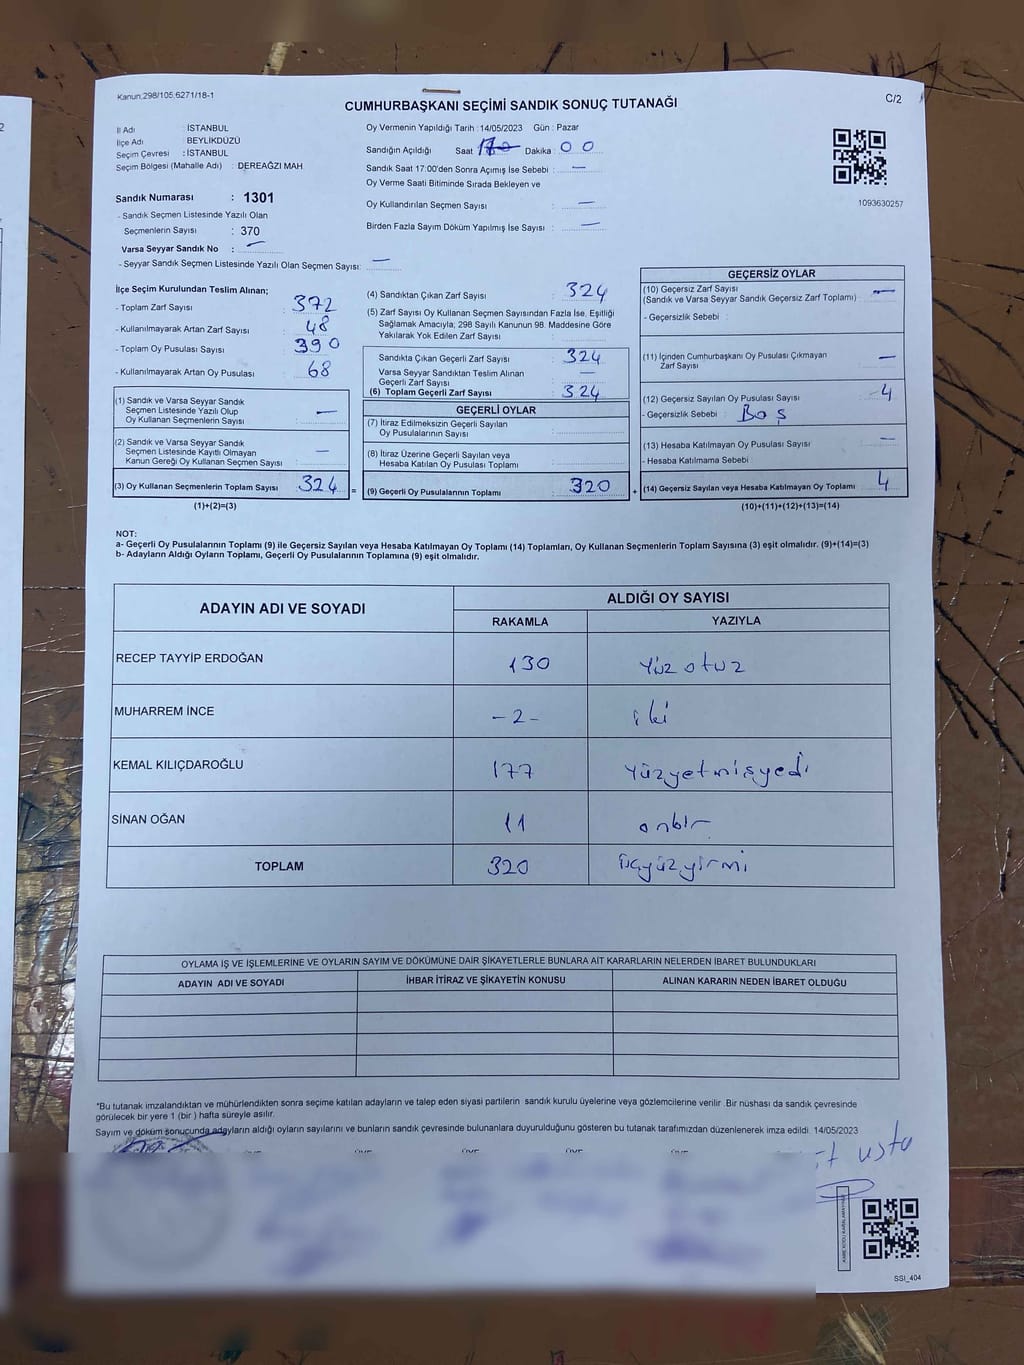 Kanun:298/105,6271/18-1
C/2
CUMHURBAŞKANI SEÇİMİ SANDIK SONUÇ TUTANAĞI
İl Adı : İSTANBUL
İlçe Adı : BEYLİKDÜZÜ
Seçim Çevresi : İSTANBUL
Seçim Bölgesi (Mahalle Adı) : DEREAĞZI MAH
Sandık Numarası : 1301
- Sandık Seçmen Listesinde Yazılı Olan
Seçmenlerin Sayısı : 370
Varsa Seyyar Sandık No : —
- Seyyar Sandık Seçmen Listesinde Yazılı Olan Seçmen Sayısı: —
Oy Vermenin Yapıldığı Tarih : 14/05/2023 Gün : Pazar
Sandığın Açıldığı Saat Dakika : 00
Sandık Saat 17:00'den Sonra Açımış İse Sebebi : —
Oy Verme Saati Bitiminde Sırada Bekleyen ve
Oy Kullandırılan Seçmen Sayısı : —
Birden Fazla Sayım Döküm Yapılmış İse Sayısı : —
1093630257
İlçe Seçim Kurulundan Teslim Alınan;
- Toplam Zarf Sayısı : 372
- Kullanılmayarak Artan Zarf Sayısı : 48
- Toplam Oy Pusulası Sayısı : 390
- Kullanılmayarak Artan Oy Pusulası : 68
(1) Sandık ve Varsa Seyyar Sandık
Seçmen Listesinde Yazılı Olup
Oy Kullanan Seçmenlerin Sayısı : —
(2) Sandık ve Varsa Seyyar Sandık
Seçmen Listesinde Kayıtlı Olmayan
Kanun Gereği Oy Kullanan Seçmen Sayısı : —
(3) Oy Kullanan Seçmenlerin Toplam Sayısı 324 =
(1)+(2)=(3)
(4) Sandıktan Çıkan Zarf Sayısı : 324
(5) Zarf Sayısı Oy Kullanan Seçmen Sayısından Fazla İse, Eşitliği
Sağlamak Amacıyla; 298 Sayılı Kanunun 98. Maddesine Göre
Yakılarak Yok Edilen Zarf Sayısı :
Sandıkta Çıkan Geçerli Zarf Sayısı : 324
Varsa Seyyar Sandıktan Teslim Alınan
Geçerli Zarf Sayısı : —
(6) Toplam Geçerli Zarf Sayısı : 324
GEÇERLİ OYLAR
(7) İtiraz Edilmeksizin Geçerli Sayılan
Oy Pusulalarının Sayısı :
(8) İtiraz Üzerine Geçerli Sayılan veya
Hesaba Katılan Oy Pusulası Toplamı :
(9) Geçerli Oy Pusulalarının Toplamı : 320 +
GEÇERSİZ OYLAR
(10) Geçersiz Zarf Sayısı
(Sandık ve Varsa Seyyar Sandık Geçersiz Zarf Toplamı) : —
- Geçersizlik Sebebi :
(11) İçinden Cumhurbaşkanı Oy Pusulası Çıkmayan
Zarf Sayısı : —
(12) Geçersiz Sayılan Oy Pusulası Sayısı : 4
- Geçersizlik Sebebi : Boş
(13) Hesaba Katılmayan Oy Pusulası Sayısı : —
- Hesaba Katılmama Sebebi :
(14) Geçersiz Sayılan veya Hesaba Katılmayan Oy Toplamı : 4
(10)+(11)+(12)+(13)=(14)
NOT:
a- Geçerli Oy Pusulalarının Toplamı (9) ile Geçersiz Sayılan veya Hesaba Katılmayan Oy Toplamı (14) Toplamları, Oy Kullanan Seçmenlerin Toplam Sayısına (3) eşit olmalıdır. (9)+(14)=(3)
b- Adayların Aldığı Oyların Toplamı, Geçerli Oy Pusulalarının Toplamına (9) eşit olmalıdır.
ADAYIN ADI VE SOYADI ALDIĞI OY SAYISI
RAKAMLA YAZIYLA
RECEP TAYYİP ERDOĞAN 130 Yüz otuz
MUHARREM İNCE -2- iki
KEMAL KILIÇDAROĞLU 177 Yüzyetmişyedi
SİNAN OĞAN 11 onbir
TOPLAM 320 üçyüzyirmi
OYLAMA İŞ VE İŞLEMLERİNE VE OYLARIN SAYIM VE DÖKÜMÜNE DAİR ŞİKAYETLERLE BUNLARA AİT KARARLARIN NELERDEN İBARET BULUNDUKLARI
ADAYIN ADI VE SOYADI İHBAR İTİRAZ VE ŞİKAYETİN KONUSU ALINAN KARARIN NEDEN İBARET OLDUĞU
*Bu tutanak imzalandıktan ve mühürlendikten sonra seçime katılan adayların ve talep eden siyasi partilerin sandık kurulu üyelerine veya gözlemcilerine verilir .Bir nüshası da sandık çevresinde
görülecek bir yere 1 (bir ) hafta süreyle asılır.
Sayım ve döküm sonucunda adayların aldığı oyların sayılarını ve bunların sandık çevresinde bulunanlara duyurulduğunu gösteren bu tutanak tarafımızdan düzenlenerek imza edildi. 14/05/2023
usta
SSI_404